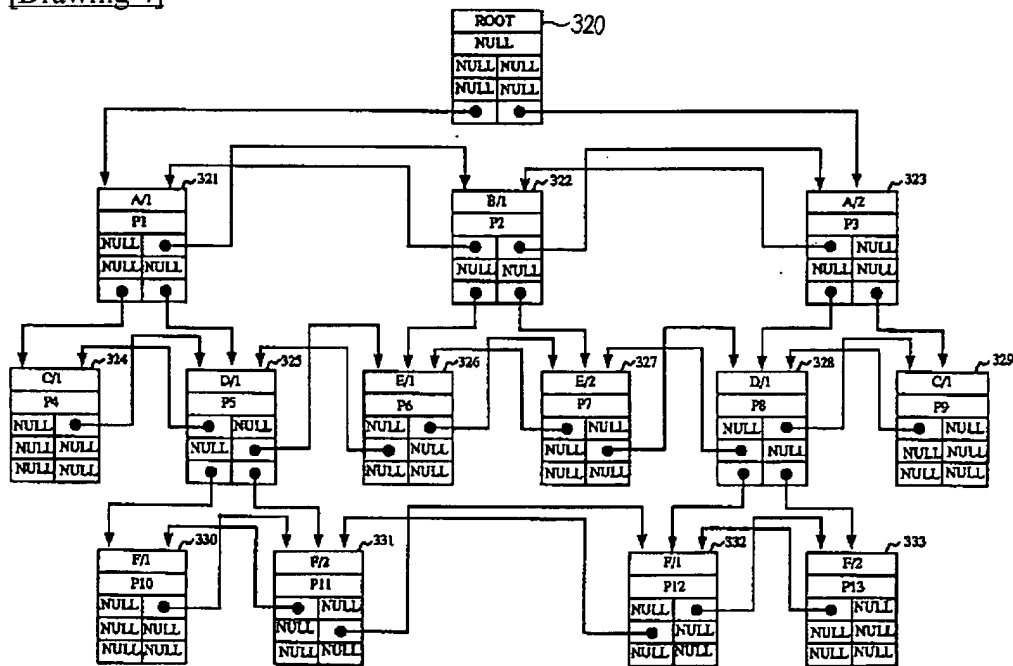 [Drawing 4]
ROOT
320
NULL
NULL NULL
NULL NULL
321
322
323
A/1
B/1
A/2
P1
P2
P3
NULL
NULL
NULL NULL
NULL NULL
NULL NULL
324
325
326
327
328
329
C/1
D/1
E/1
E/2
D/1
C/1
P4
P5
P6
P7
P8
P9
NULL
NULL
NULL
NULL
NULL
NULL
NULL NULL
NULL
NULL
NULL
NULL
NULL NULL
NULL NULL
NULL NULL
NULL NULL
NULL NULL
330
331
332
333
F/1
F/2
F/1
F/2
P10
P11
P12
P13
NULL
NULL
NULL
NULL
NULL NULL
NULL
NULL
NULL NULL
NULL NULL
NULL NULL
NULL NULL
NULL NULL